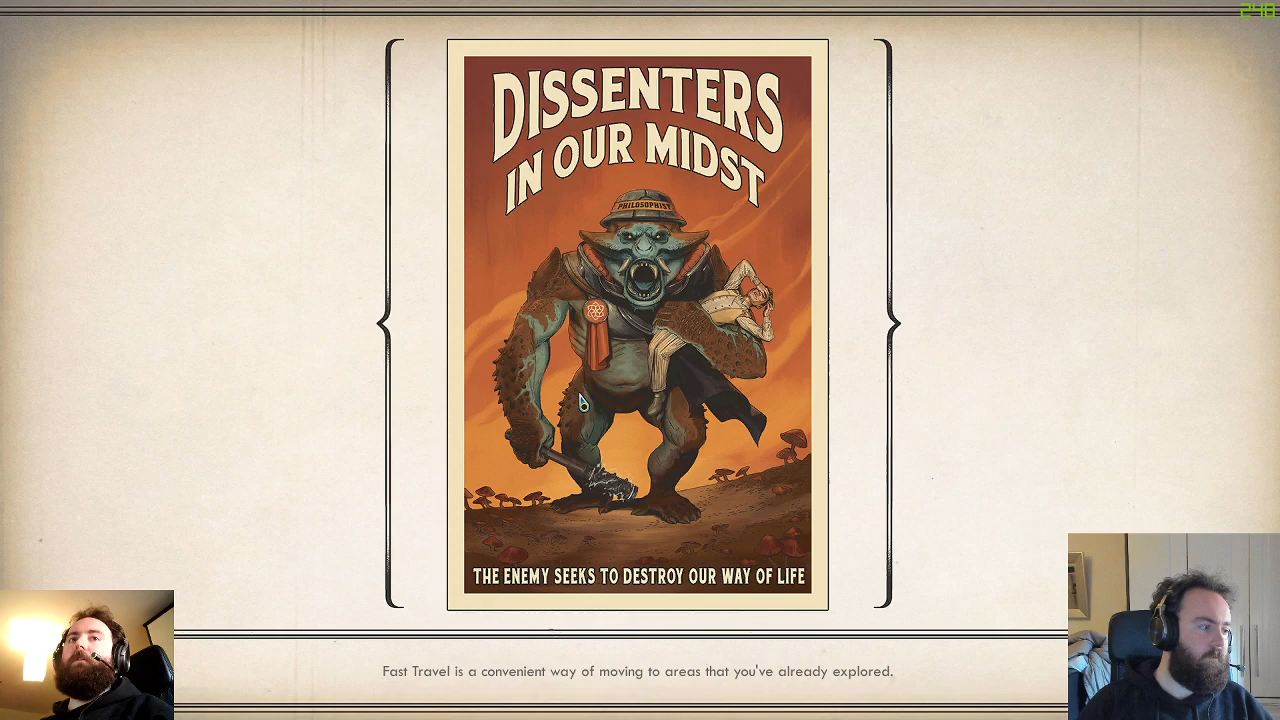 248
DISSENTERS
IN OUR MIDST
PHILOSOPHIST
THE ENEMY SEEKS TO DESTROY OUR WAY OF LIFE
Fast Travel is a convenient way of moving to areas that you've already explored.